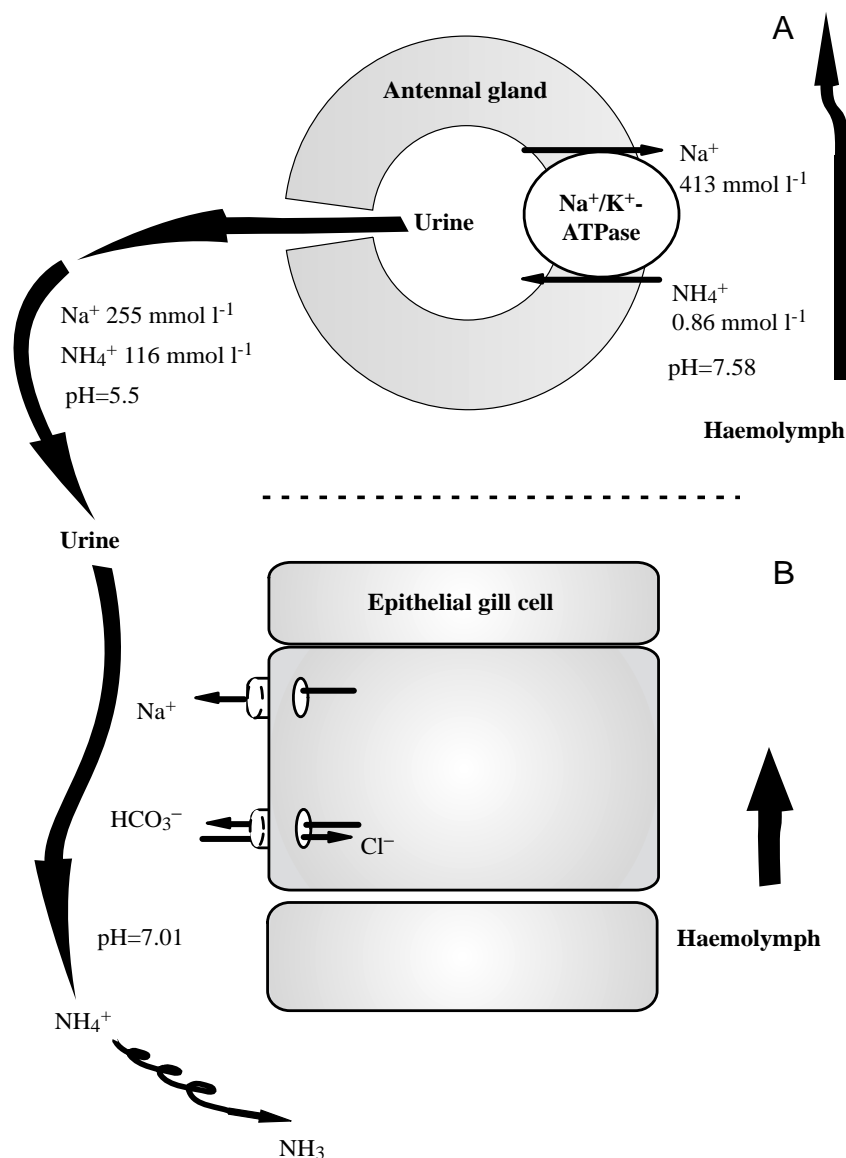 A
Antennal gland
Na⁺
413 mmol l⁻¹
Na⁺/K⁺-
ATPase
Urine
NH₄⁺
0.86 mmol l⁻¹
pH=7.58
Na⁺ 255 mmol l⁻¹
NH₄⁺ 116 mmol l⁻¹
pH=5.5
Haemolymph
Urine
B
Epithelial gill cell
Na⁺
HCO₃⁻
Cl⁻
pH=7.01
Haemolymph
NH₄⁺
NH₃